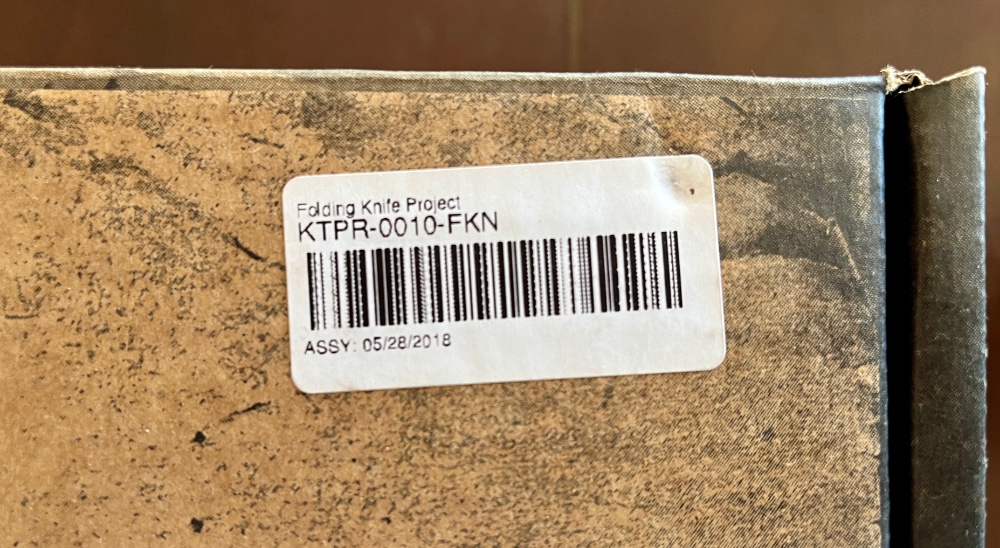 Folding Knife Project
KTPR-0010-FKN
ASSY: 05/28/2018